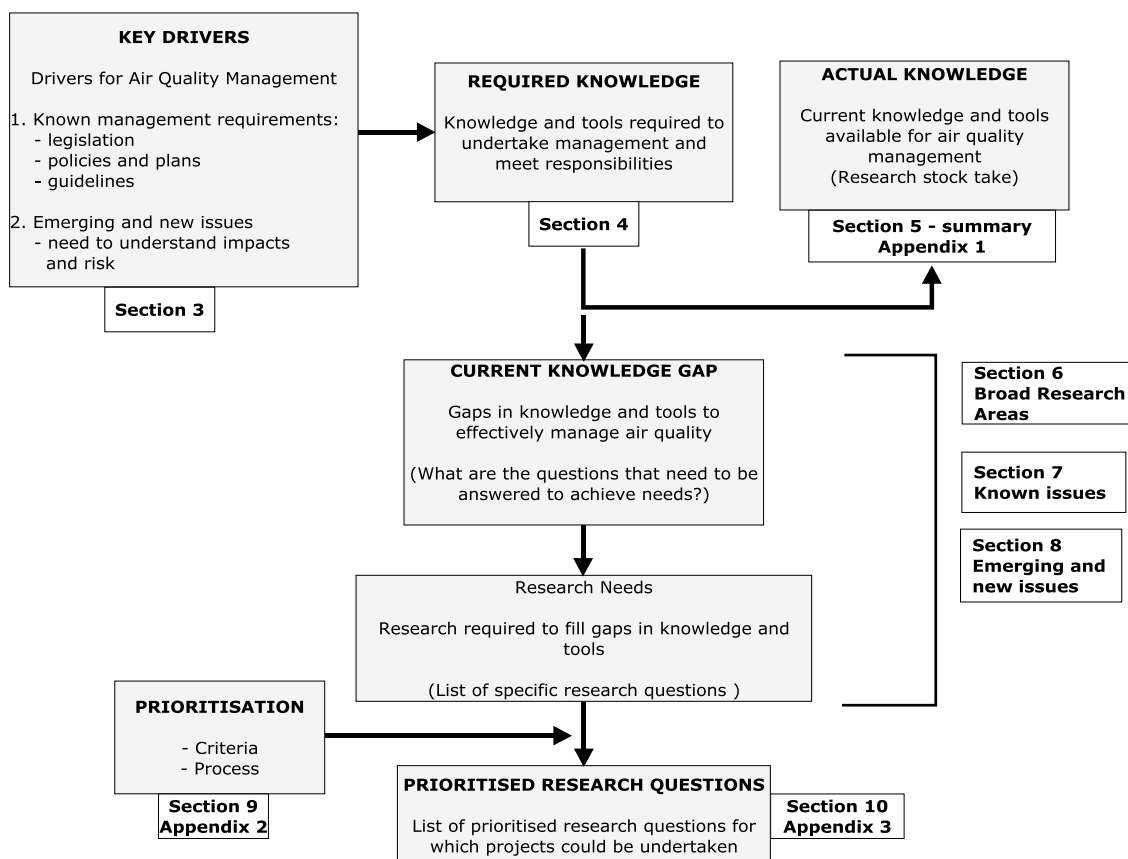 KEY DRIVERS
Drivers for Air Quality Management
1. Known management requirements:
- legislation
- policies and plans
- guidelines
2. Emerging and new issues
- need to understand impacts
and risk
Section 3
REQUIRED KNOWLEDGE
Knowledge and tools required to
undertake management and
meet responsibilities
Section 4
ACTUAL KNOWLEDGE
Current knowledge and tools
available for air quality
management
(Research stock take)
Section 5 - summary
Appendix 1
CURRENT KNOWLEDGE GAP
Gaps in knowledge and tools to
effectively manage air quality
(What are the questions that need to be
answered to achieve needs?)
Section 6
Broad Research
Areas
Section 7
Known issues
Section 8
Emerging and
new issues
Research Needs
Research required to fill gaps in knowledge and
tools
(List of specific research questions )
PRIORITISATION
- Criteria
- Process
Section 9
Appendix 2
PRIORITISED RESEARCH QUESTIONS
List of prioritised research questions for
which projects could be undertaken
Section 10
Appendix 3